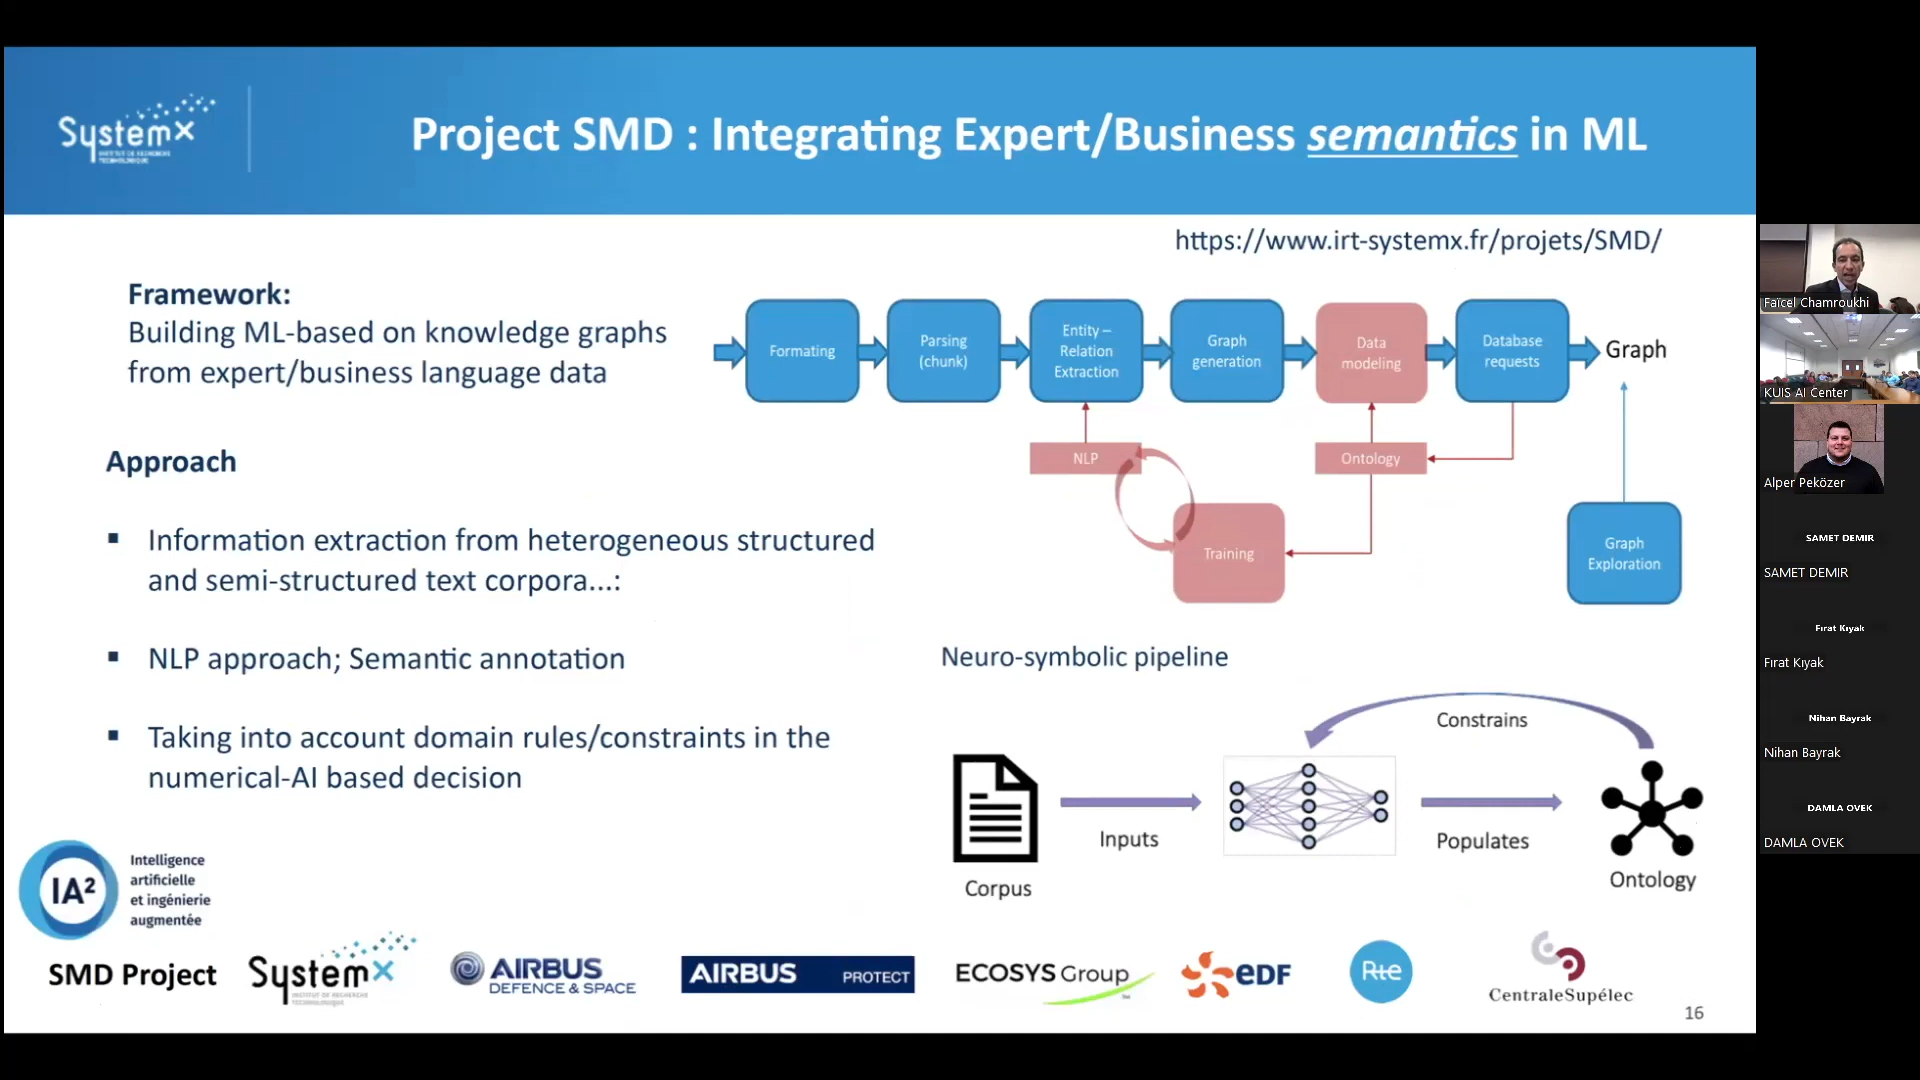 SystemX
INSTITUT DE RECHERCHE
TECHNOLOGIQUE
Project SMD : Integrating Expert/Business semantics in ML
https://www.irt-systemx.fr/projets/SMD/
Framework:
Building ML-based on knowledge graphs
from expert/business language data
Approach
▪ Information extraction from heterogeneous structured
and semi-structured text corpora...:
▪ NLP approach; Semantic annotation
▪ Taking into account domain rules/constraints in the
numerical-AI based decision
Formating
Parsing
(chunk)
Entity –
Relation
Extraction
Graph
generation
Data
modeling
Database
requests
Graph
NLP
Ontology
Training
Graph
Exploration
Neuro-symbolic pipeline
Constrains
Inputs
Populates
Corpus
Ontology
IA²
Intelligence
artificielle
et ingénierie
augmentée
SMD Project
SystemX
INSTITUT DE RECHERCHE
TECHNOLOGIQUE
AIRBUS
DEFENCE & SPACE
AIRBUS PROTECT
ECOSYS Group
eDF
Rte
CentraleSupélec
16
Faïcel Chamroukhi
KUIS AI Center
Alper Peközer
SAMET DEMIR
SAMET DEMIR
Fırat Kıyak
Fırat Kıyak
Nihan Bayrak
Nihan Bayrak
DAMLA OVEK
DAMLA OVEK